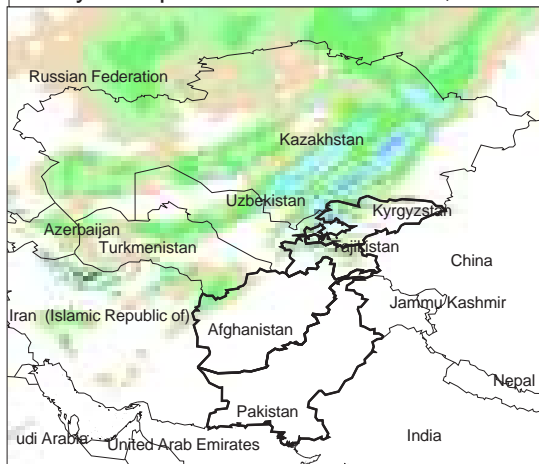 Russian Federation
Kazakhstan
Uzbekistan
Kyrgyzstan
Azerbaijan
Turkmenistan
Tajikistan
China
Jammu/Kashmir
Iran (Islamic Republic of)
Afghanistan
Nepal
Pakistan
udi Arabia
United Arab Emirates
India